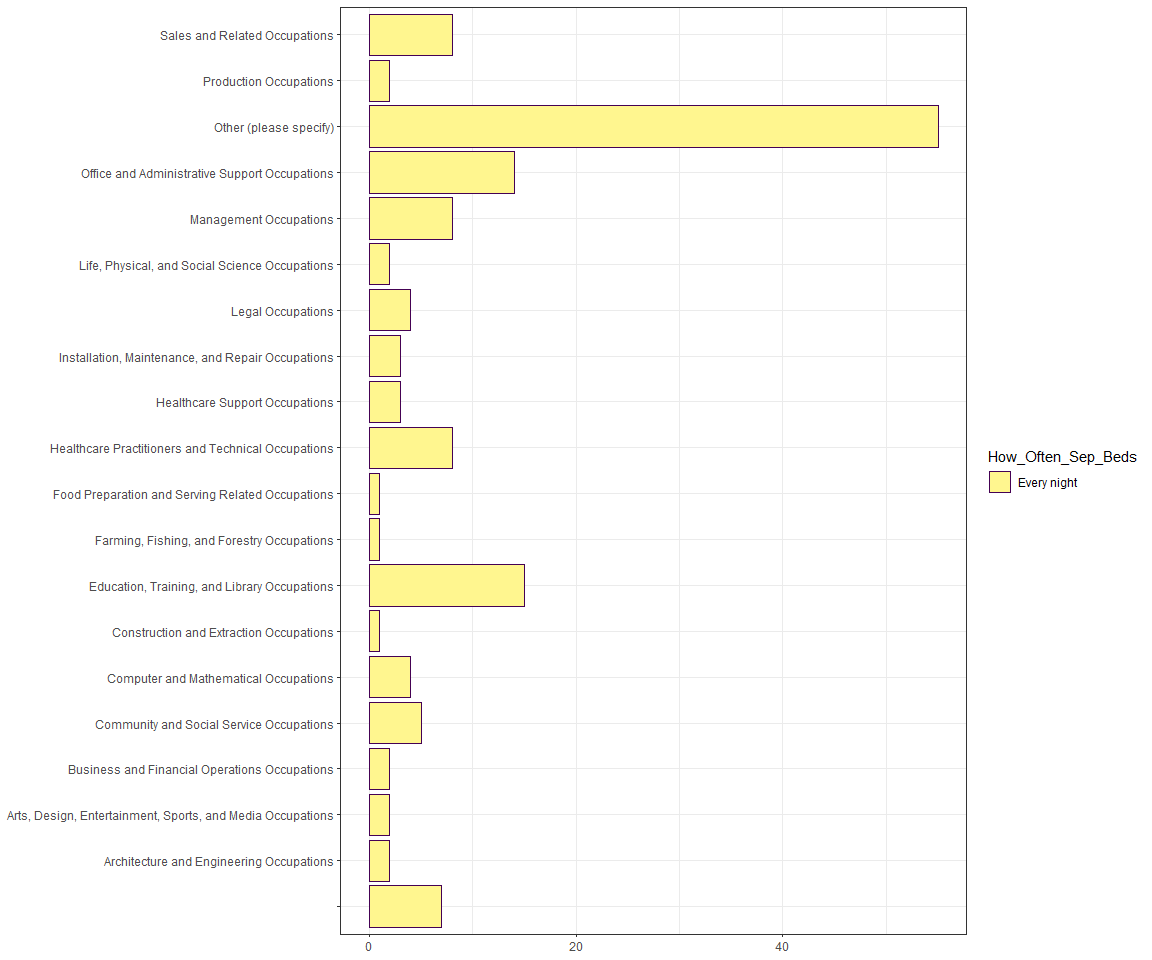 Sales and Related Occupations
Production Occupations
Other (please specify)
Office and Administrative Support Occupations
Management Occupations
Life, Physical, and Social Science Occupations
Legal Occupations
Installation, Maintenance, and Repair Occupations
Healthcare Support Occupations
Healthcare Practitioners and Technical Occupations
Food Preparation and Serving Related Occupations
Farming, Fishing, and Forestry Occupations
Education, Training, and Library Occupations
Construction and Extraction Occupations
Computer and Mathematical Occupations
Community and Social Service Occupations
Business and Financial Operations Occupations
Arts, Design, Entertainment, Sports, and Media Occupations
Architecture and Engineering Occupations
0 20 40
How_Often_Sep_Beds
Every night